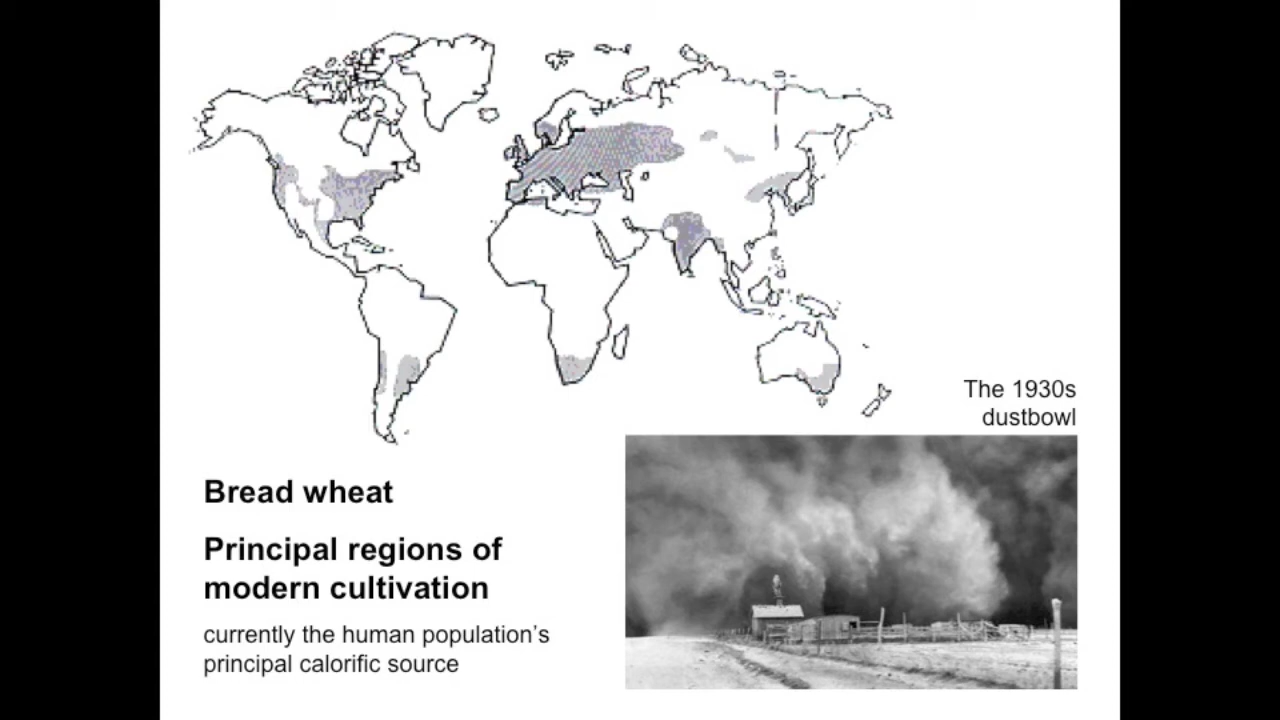 The 1930s
dustbowl
Bread wheat
Principal regions of
modern cultivation
currently the human population’s
principal calorific source